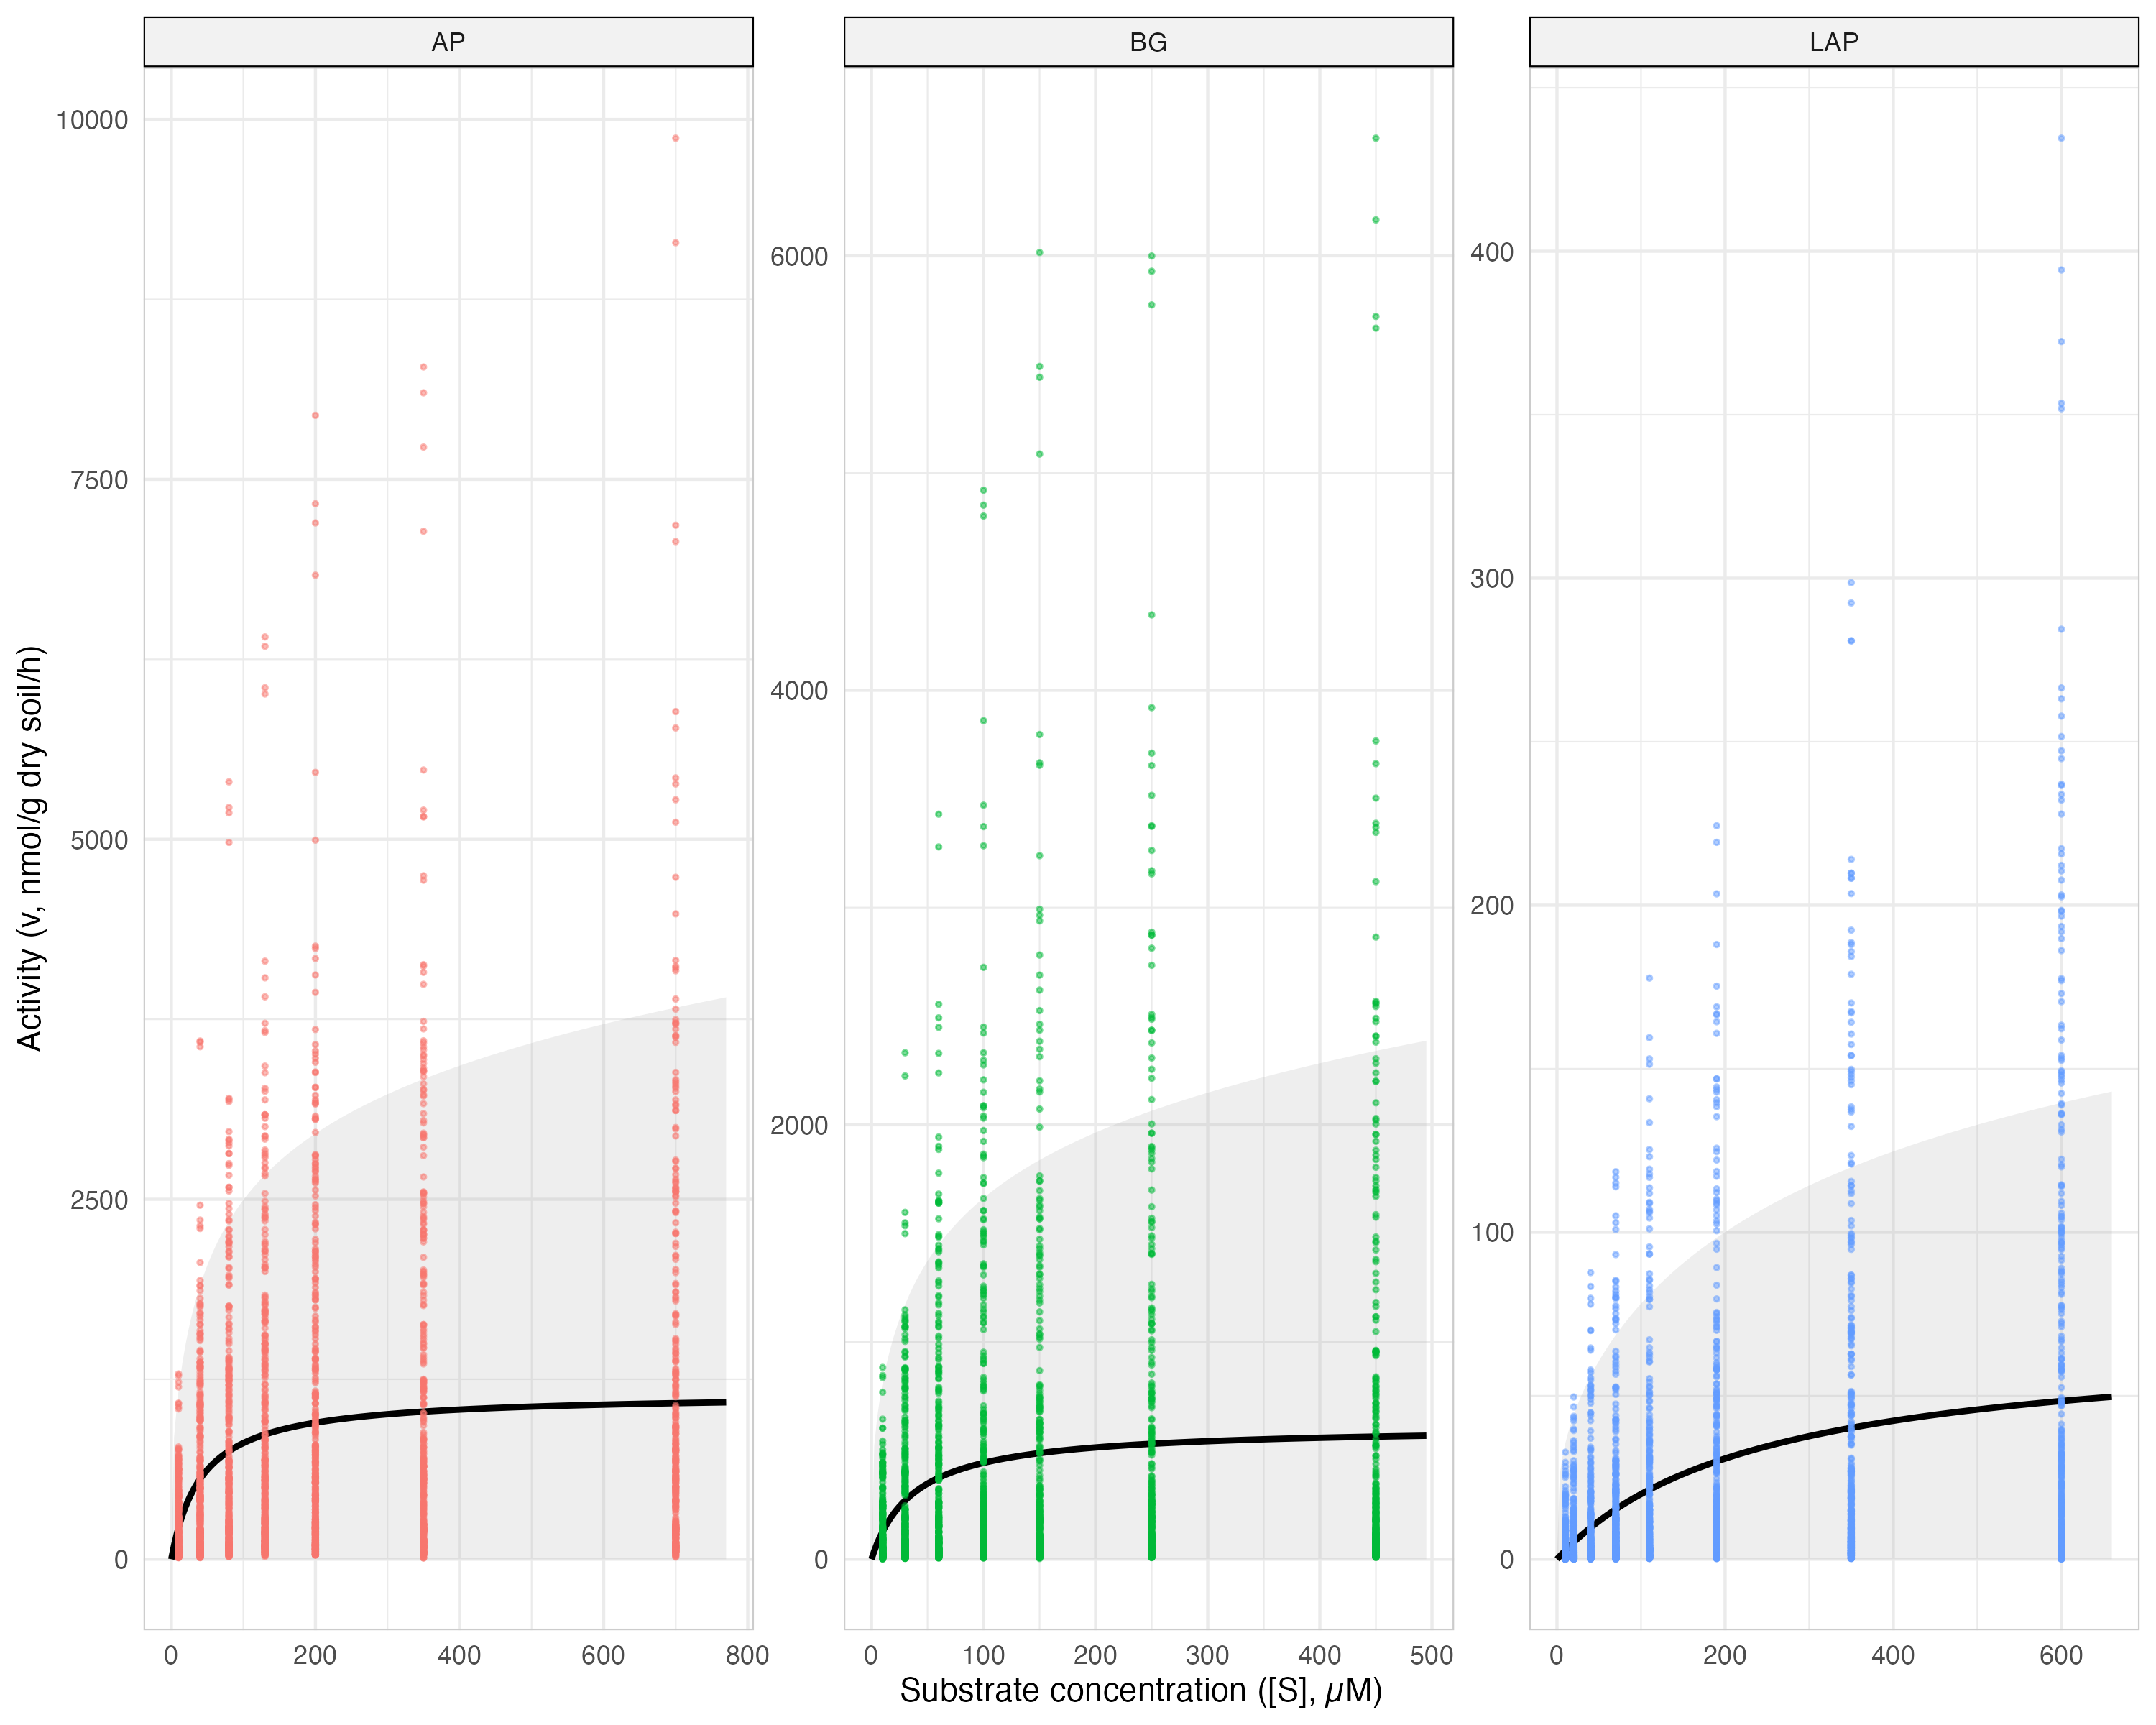 AP
BG
LAP
Activity (v, nmol/g dry soil/h)
10000
7500
5000
2500
0
6000
4000
2000
0
400
300
200
100
0
0 200 400 600 800
0 100 200 300 400 500
0 200 400 600
Substrate concentration ([S], μM)